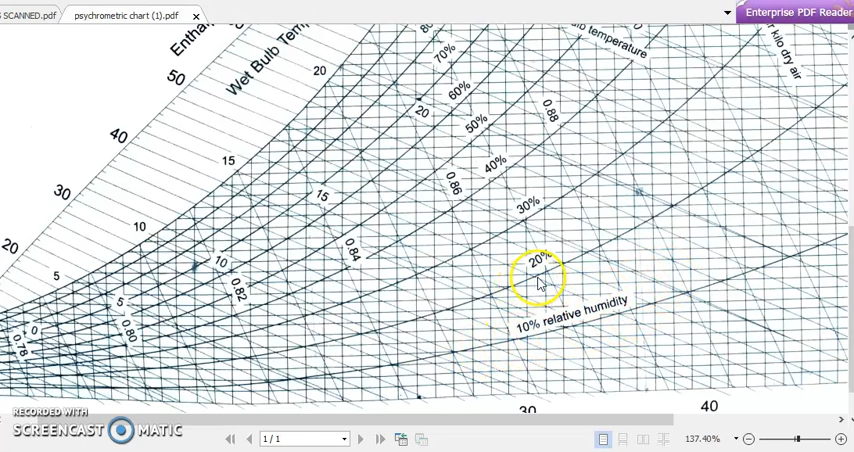 S SCANNED.pdf
psychrometric chart (1).pdf
Enterprise PDF Reader
Wet Bulb Tem
50
40
30
20
20
15
10
5
0
5
10
15
20
80
70%
60%
50%
40%
30%
20%
10% relative humidity
0.78
0.80
0.82
0.84
0.86
0.88
lb temperature
r kilo dry air
30
40
RECORDED WITH
SCREENCAST MATIC
1 / 1
137.40%